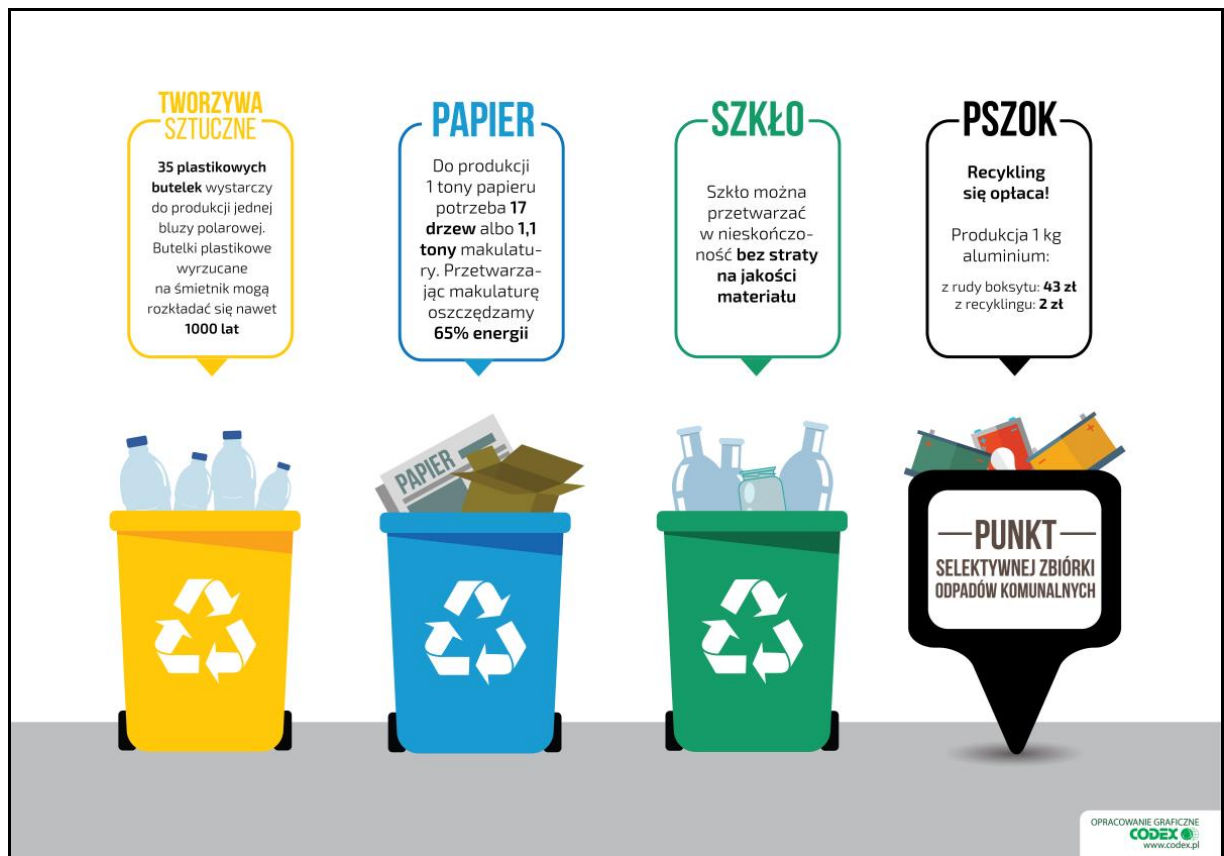 TWORZYWA
SZTUCZNE
35 plastikowych
butelek wystarczy
do produkcji jednej
bluzy polarowej.
Butelki plastikowe
wyrzucane
na śmietnik mogą
rozkładać się nawet
1000 lat
PAPIER
Do produkcji
1 tony papieru
potrzeba 17
drzew albo 1,1
tony makulatu-
ry. Przetwarza-
jąc makulaturę
oszczędzamy
65% energii
SZKŁO
Szkło można
przetwarzać
w nieskończo-
ność bez straty
na jakości
materiału
PSZOK
Recykling
się opłaca!
Produkcja 1 kg
aluminium:
z rudy boksytu: 43 zł
z recyklingu: 2 zł
PAPIER
PUNKT
SELEKTYWNEJ ZBIÓRKI
ODPADÓW KOMUNALNYCH
OPRACOWANIE GRAFICZNE
CODEX
www.codex.pl